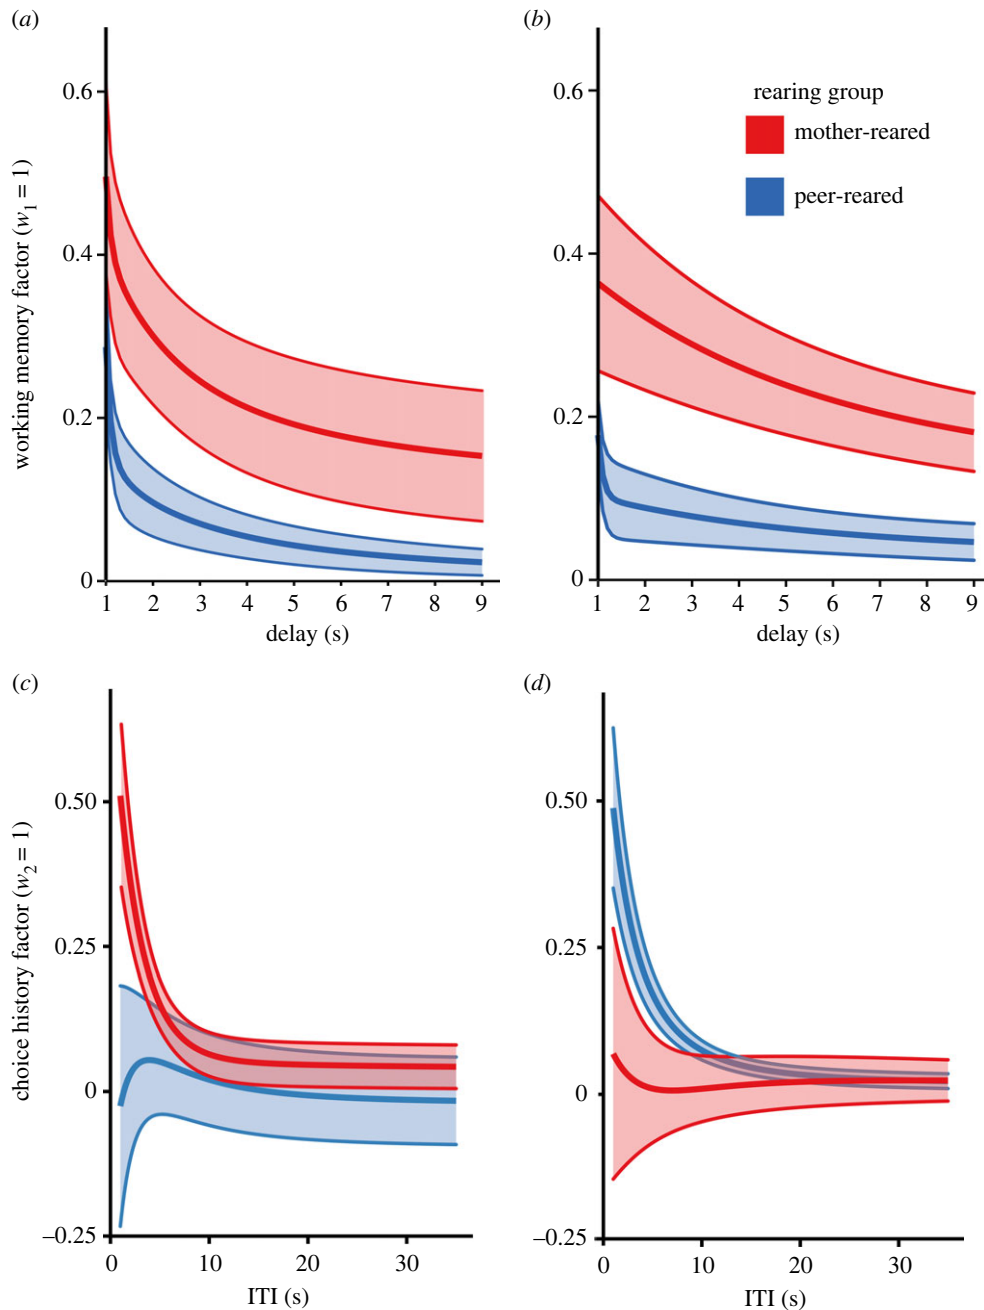 (a)
(b)
0.6
0.4
0.2
0
working memory factor (w1 = 1)
1 2 3 4 5 6 7 8 9
delay (s)
0.6
0.4
0.2
0
rearing group
mother-reared
peer-reared
1 2 3 4 5 6 7 8 9
delay (s)
(c)
(d)
0.50
0.25
0
–0.25
choice history factor (w2 = 1)
0 10 20 30
ITI (s)
0.50
0.25
0
–0.25
0 10 20 30
ITI (s)